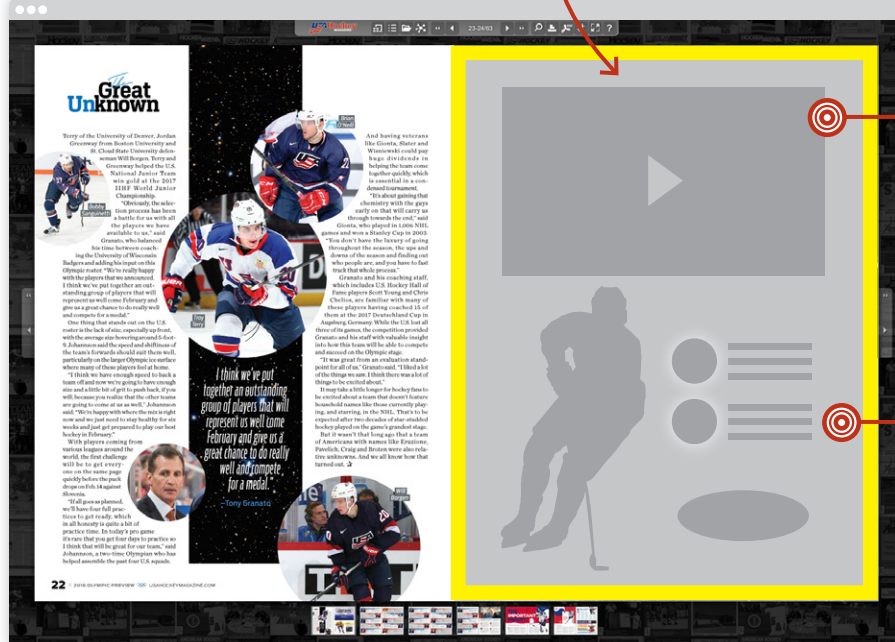 USA Hockey
MAGAZINE
23-24/63
?
The
Great
Unknown
Terry of the University of Denver, Jordan
Greenway from Boston University and
St. Cloud State University defen-
seman Will Borgen. Terry and
Greenway helped the U.S.
National Junior Team
win gold at the 2017
IIHF World Junior
Championship.
"Obviously, the selec-
tion process has been
a battle for us with all
the players we have
available to us," said
Granato, who balanced
his time between coach-
ing the University of Wisconsin
Badgers and adding his input on this
Olympic roster. "We're really happy
with the players that we announced.
I think we've put together an out-
standing group of players that will
represent us well come February and
give us a great chance to do really well
and compete for a medal."
One thing that stands out on the U.S.
roster is the lack of size, especially up front,
with the average size hovering around 5-foot-
9. Johannson said the speed and shiftiness of
the team's forwards should suit them well,
particularly on the larger Olympic ice surface
where many of these players feel at home.
"I think we have enough speed to back a
team off and now we're going to have enough
size and a little bit of grit to push back, if you
will, because you realize that the other teams
are going to come at us as well," Johannson
said. "We're happy with where the mix is right
now and we just need to stay healthy for six
weeks and just get prepared to play our best
hockey in February."
With players coming from
various leagues around the
world, the first challenge
will be to get every-
one on the same page
quickly before the puck
drops on Feb. 14 against
Slovenia.
"If all goes as planned,
we'll have four full prac-
tices to get ready, which
in all honesty is quite a bit of
practice time. In today's pro game
it's rare that you get four days to practice so
I think that will be great for our team," said
Johannson, a two-time Olympian who has
helped assemble the past four U.S. squads.
Bobby
Sanguinetti
Brian
O'Neill
Troy
Terry
I think we've put
together an outstanding
group of players that will
represent us well come
February and give us a
great chance to do really
well and compete
for a medal."
—Tony Granato
Will
Borgen
And having veterans
like Gionta, Slater and
Wisniewski could pay
huge dividends in
helping the team come
together quickly, which
is essential in a con-
densed tournament.
"It's about gaining that
chemistry with the guys
early on that will carry us
through towards the end," said
Gionta, who played in 1,006 NHL
games and won a Stanley Cup in 2003.
"You don't have the luxury of going
throughout the season, the ups and
downs of the season and finding out
who people are, and you have to fast
track that whole process."
Granato and his coaching staff,
which includes U.S. Hockey Hall of
Fame players Scott Young and Chris
Chelios, are familiar with many of
these players having coached 15 of
them at the 2017 Deutschland Cup in
Augsburg, Germany. While the U.S. lost all
three of its games, the competition provided
Granato and his staff with valuable insight
into how this team will be able to compete
and succeed on the Olympic stage.
"It was great from an evaluation stand-
point for all of us," Granato said. "I liked a lot
of the things we saw. I think there was a lot of
things to be excited about."
It may take a little longer for hockey fans to
be excited about a team that doesn't feature
household names like those currently play-
ing, and starring, in the NHL. That's to be
expected after two decades of star-studded
hockey played on the game's grandest stage.
But it wasn't that long ago that a team
of Americans with names like Eruzione,
Pavelich, Craig and Broten were also rela-
tive unknowns. And we all know how that
turned out.
22 / 2018 OLYMPIC PREVIEW USAHOCKEYMAGAZINE.COM
IMPORTANT